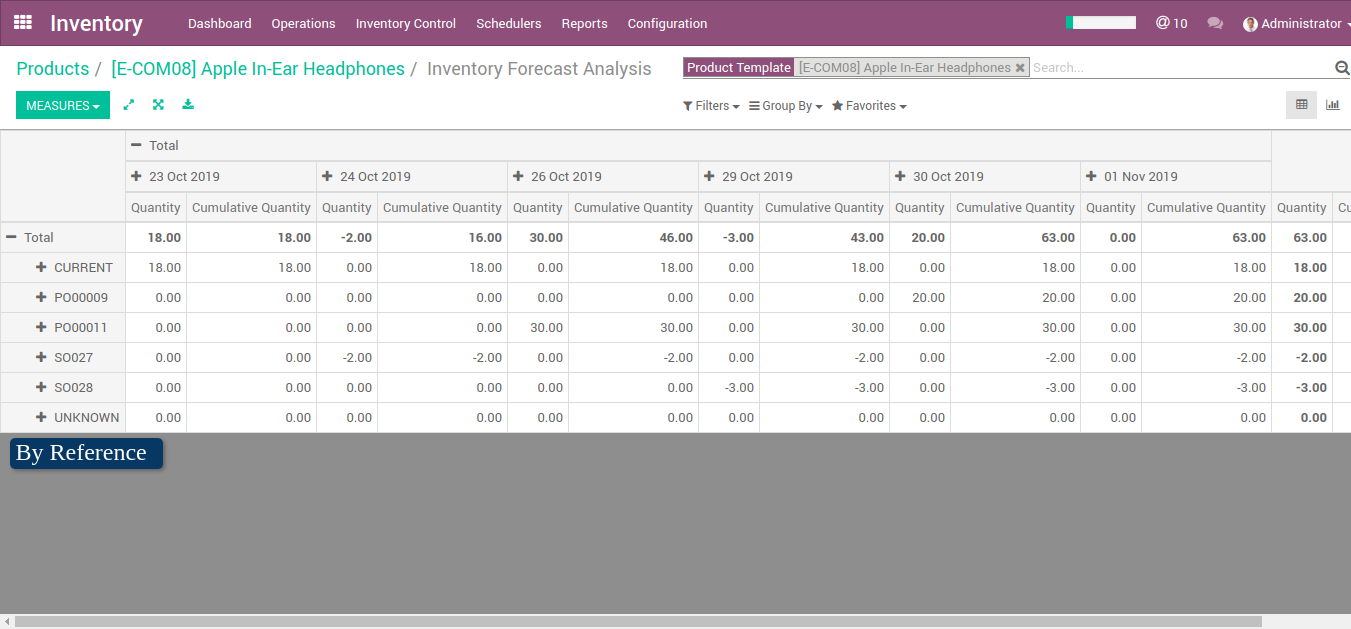 Inventory Dashboard Operations Inventory Control Schedulers Reports Configuration @ 10 Administrator
Products / [E-COM08] Apple In-Ear Headphones / Inventory Forecast Analysis Product Template [E-COM08] Apple In-Ear Headphones × Search...
MEASURES Filters Group By Favorites
Total
23 Oct 2019 24 Oct 2019 26 Oct 2019 29 Oct 2019 30 Oct 2019 01 Nov 2019
Quantity Cumulative Quantity Quantity Cumulative Quantity Quantity Cumulative Quantity Quantity Cumulative Quantity Quantity Cumulative Quantity Quantity Cumulative Quantity Quantity Cu
Total 18.00 18.00 -2.00 16.00 30.00 46.00 -3.00 43.00 20.00 63.00 0.00 63.00 63.00
CURRENT 18.00 18.00 0.00 18.00 0.00 18.00 0.00 18.00 0.00 18.00 0.00 18.00 18.00
PO00009 0.00 0.00 0.00 0.00 0.00 0.00 0.00 0.00 20.00 20.00 0.00 20.00 20.00
PO00011 0.00 0.00 0.00 0.00 30.00 30.00 0.00 30.00 0.00 30.00 0.00 30.00 30.00
SO027 0.00 0.00 -2.00 -2.00 0.00 -2.00 0.00 -2.00 0.00 -2.00 0.00 -2.00 -2.00
SO028 0.00 0.00 0.00 0.00 0.00 0.00 -3.00 -3.00 0.00 -3.00 0.00 -3.00 -3.00
UNKNOWN 0.00 0.00 0.00 0.00 0.00 0.00 0.00 0.00 0.00 0.00 0.00 0.00 0.00
By Reference